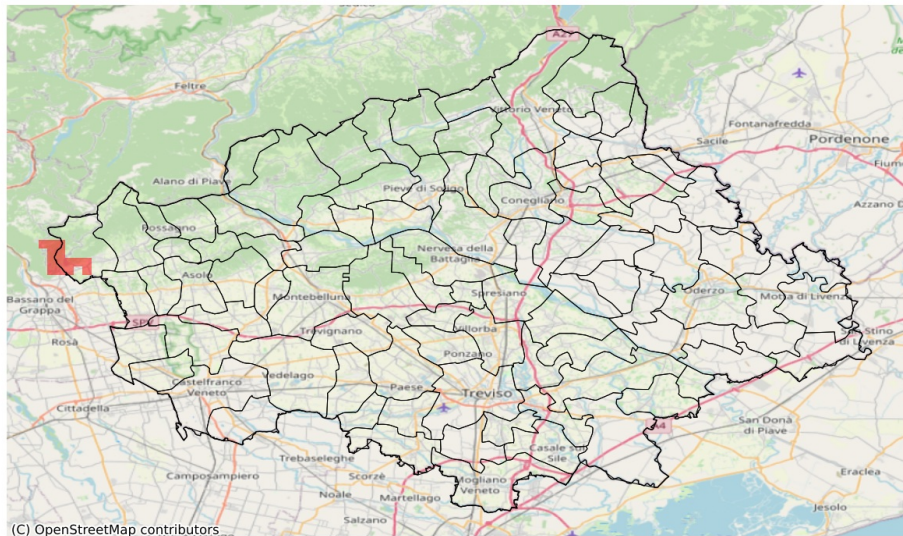 A27
Feltre
Vittorio Veneto
Fontanafredda
Sacile
Pordenone
Alano di Piave
Pieve di Soligo
Conegliano
Azzano D
Possagno
Nervesa della
Battaglia
Asolo
Bassano del
Grappa
Montebelluna
Spresiano
Oderzo
Motta di Livenza
Rosà
Trevignano
Villorba
di Livenza
Ponzano
Castelfranco
Veneto
Vedelago
Paese
Treviso
Cittadella
A4
San Donà
di Piave
Trebaseleghe
Casale sul
Sile
Camposampiero
Scorzè
Mogliano
Veneto
Eraclea
Noale
Martellago
Jesolo
Salzano
(C) OpenStreetMap contributors